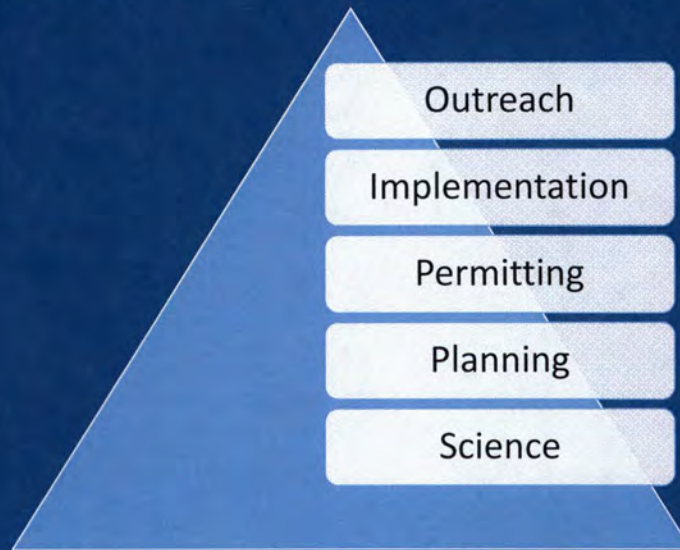 Outreach
Implementation
Permitting
Planning
Science